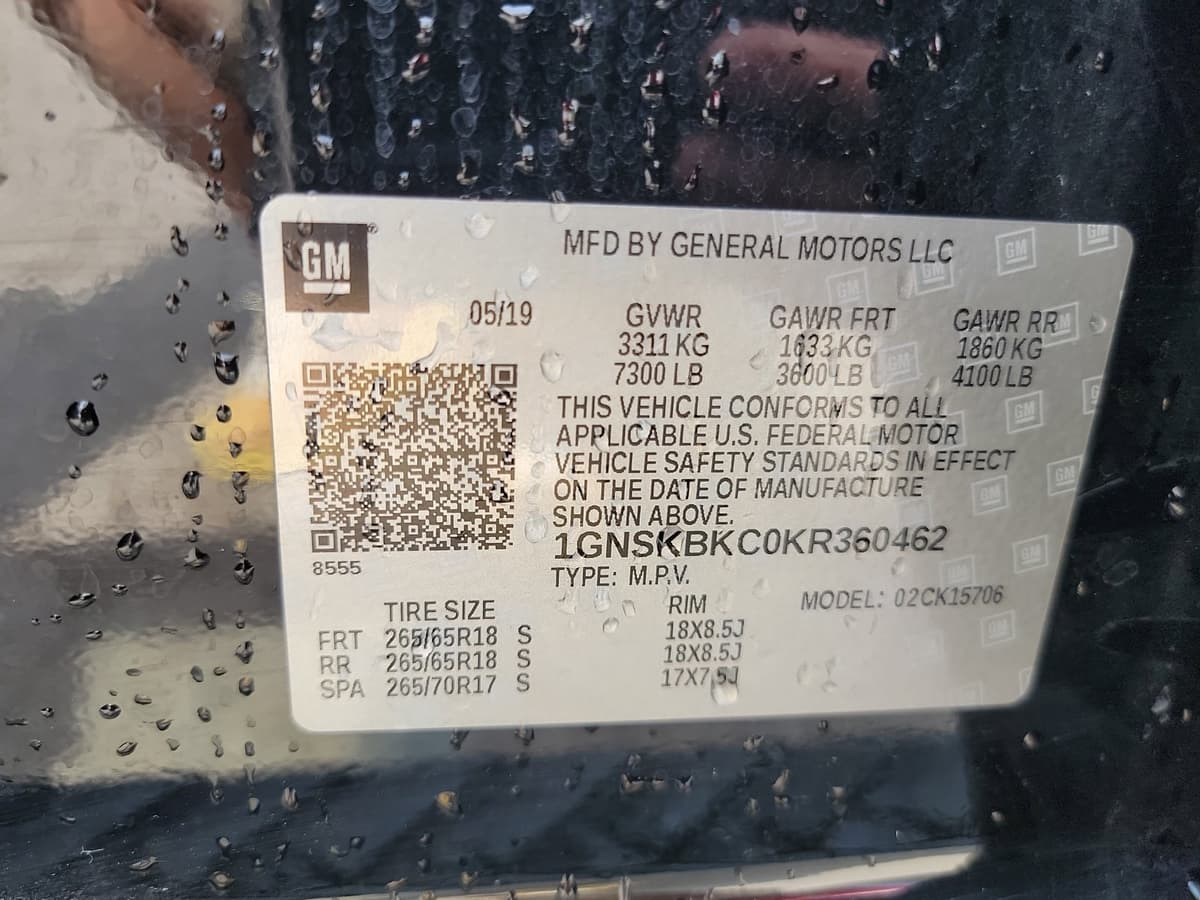 GM
MFD BY GENERAL MOTORS LLC
05/19 GVWR GAWR FRT GAWR RR
3311 KG 1633 KG 1860 KG
7300 LB 3600 LB 4100 LB
THIS VEHICLE CONFORMS TO ALL
APPLICABLE U.S. FEDERAL MOTOR
VEHICLE SAFETY STANDARDS IN EFFECT
ON THE DATE OF MANUFACTURE
SHOWN ABOVE.
1GNSKBKC0KR360462
8555
TYPE: M.P.V.
TIRE SIZE RIM MODEL: 02CK15706
FRT 265/65R18 S 18X8.5J
RR 265/65R18 S 18X8.5J
SPA 265/70R17 S 17X7.5J